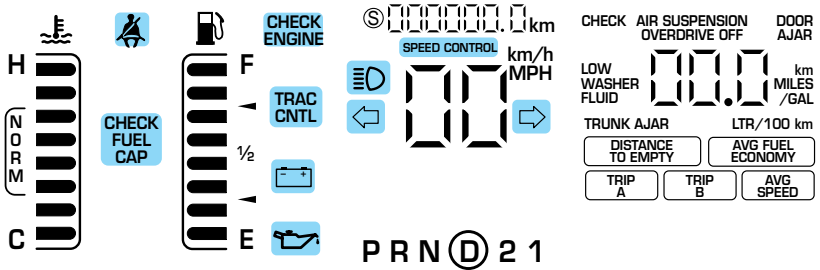 H
NORM
C
CHECK
FUEL
CAP
F
1/2
E
CHECK
ENGINE
TRAC
CNTL
- +
Ⓢ 000000.0 km
SPEED CONTROL
km/h
MPH
00
P R N D 2 1
CHECK AIR SUSPENSION
OVERDRIVE OFF
DOOR
AJAR
LOW
WASHER
FLUID
00.0
km
MILES
/GAL
TRUNK AJAR
LTR/100 km
DISTANCE
TO EMPTY
AVG FUEL
ECONOMY
TRIP
A
TRIP
B
AVG
SPEED